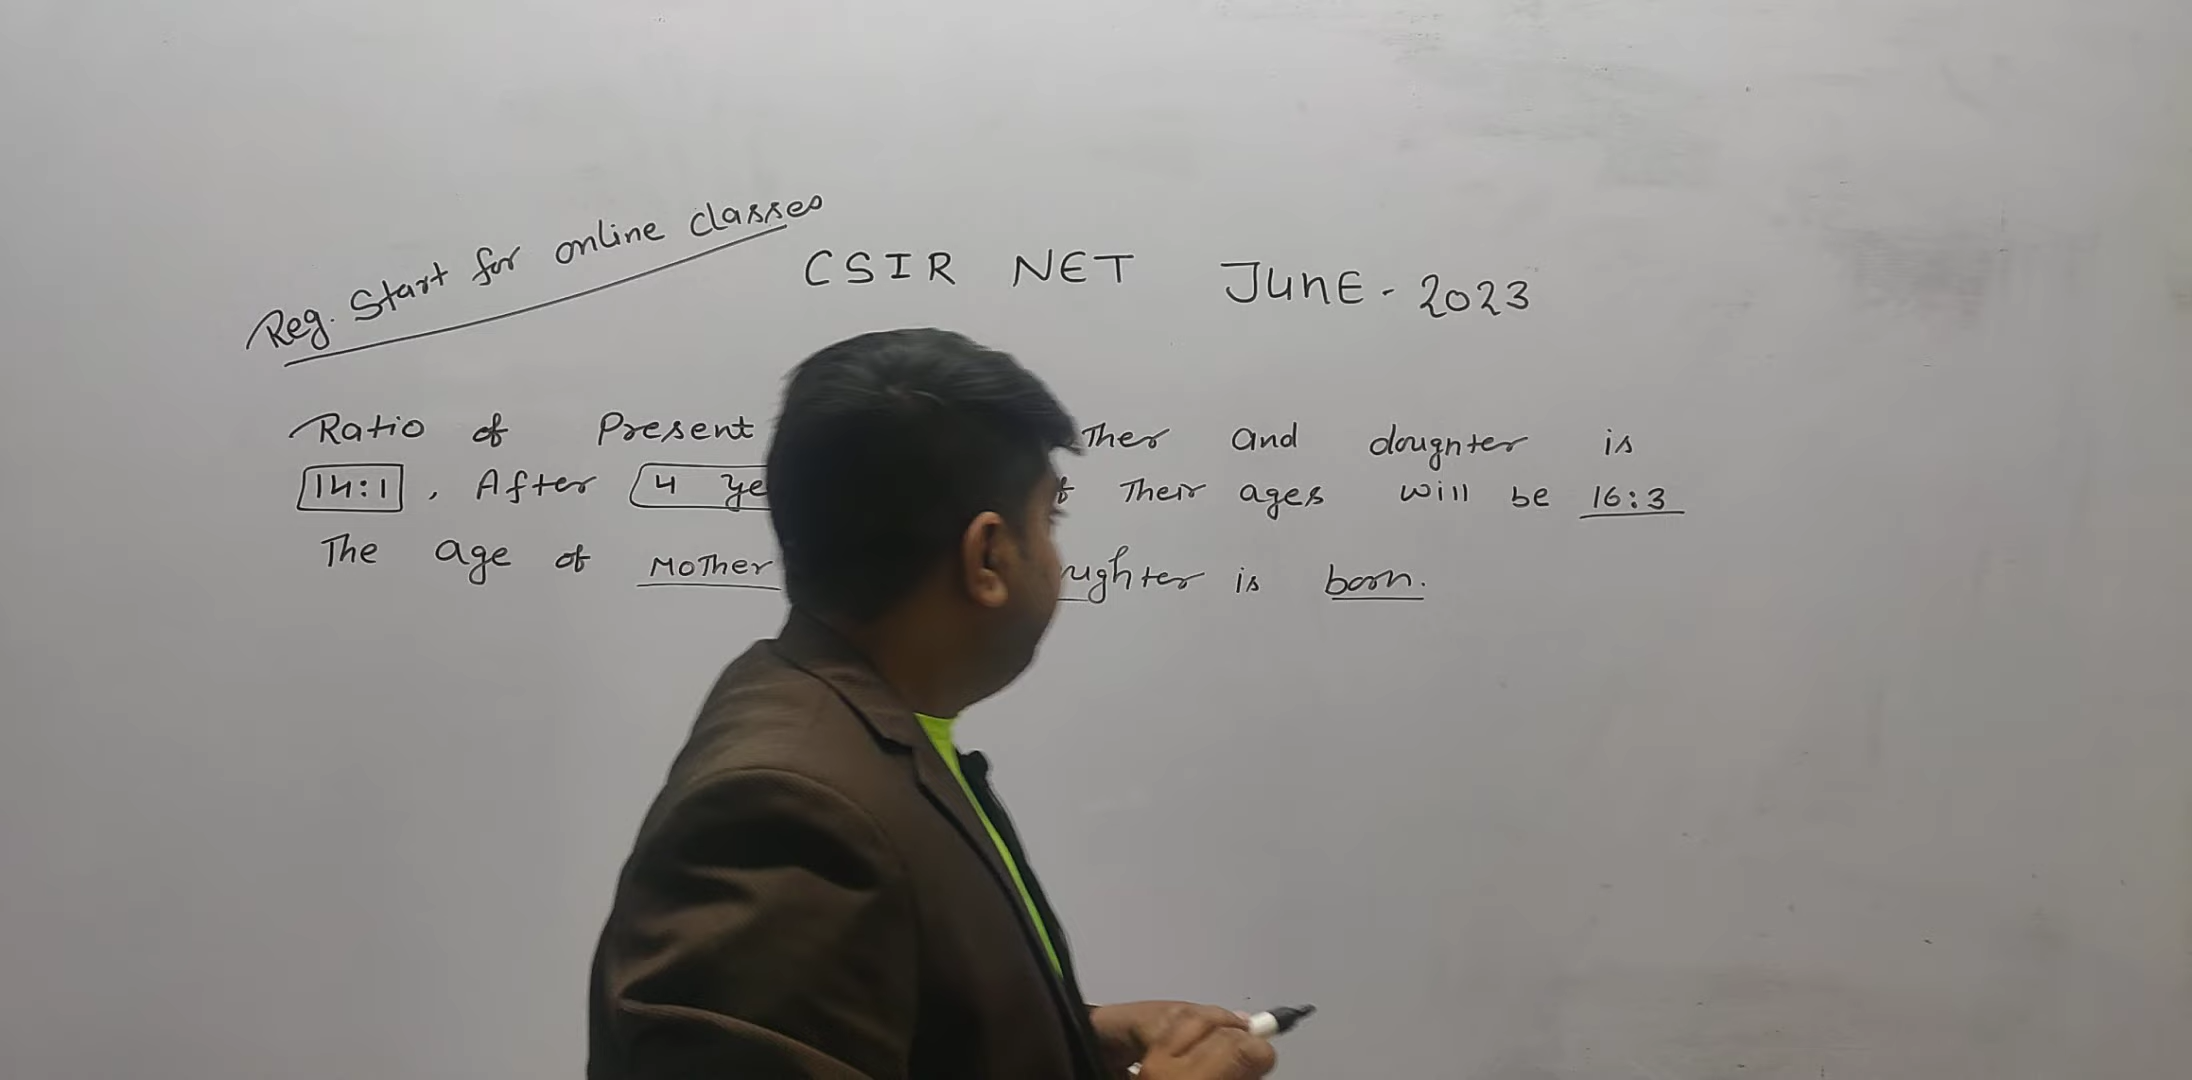 Reg. Start for online classes
CSIR NET JUNE - 2023
Ratio of Present ther and doughter is
14:1, After 4 ye Their ages will be 16:3
The age of Mother ughter is born.